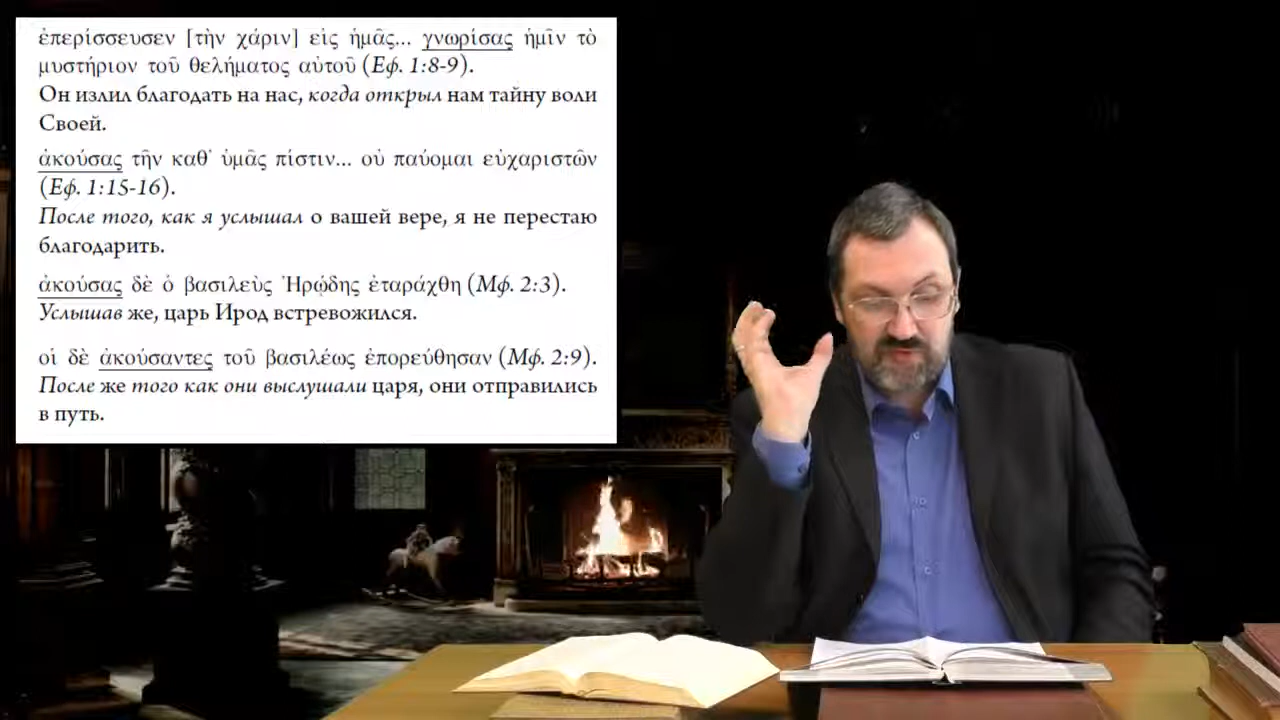 ἐπερίσσευσεν [τὴν χάριν] εἰς ἡμᾶς... γνωρίσας ἡμῖν τὸ
μυστήριον τοῦ θελήματος αὐτοῦ (Еф. 1:8-9).
Он излил благодать на нас, когда открыл нам тайну воли
Своей.
ἀκούσας τῆν καθ᾽ ὑμᾶς πίστιν... οὐ παύομαι εὐχαριστῶν
(Еф. 1:15-16).
После того, как я услышал о вашей вере, я не перестаю
благодарить.
ἀκούσας δὲ ὁ βασιλεὺς Ἡρῴδης ἐταράχθη (Мф. 2:3).
Услышав же, царь Ирод встревожился.
οἱ δὲ ἀκούσαντες τοῦ βασιλέως ἐπορεύθησαν (Мф. 2:9).
После же того как они выслушали царя, они отправились
в путь.